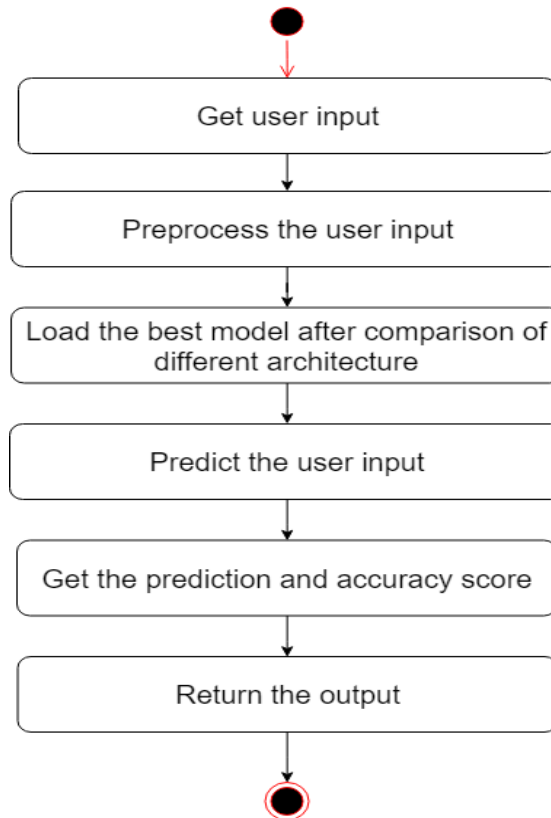 Get user input
Preprocess the user input
Load the best model after comparison of
different architecture
Predict the user input
Get the prediction and accuracy score
Return the output